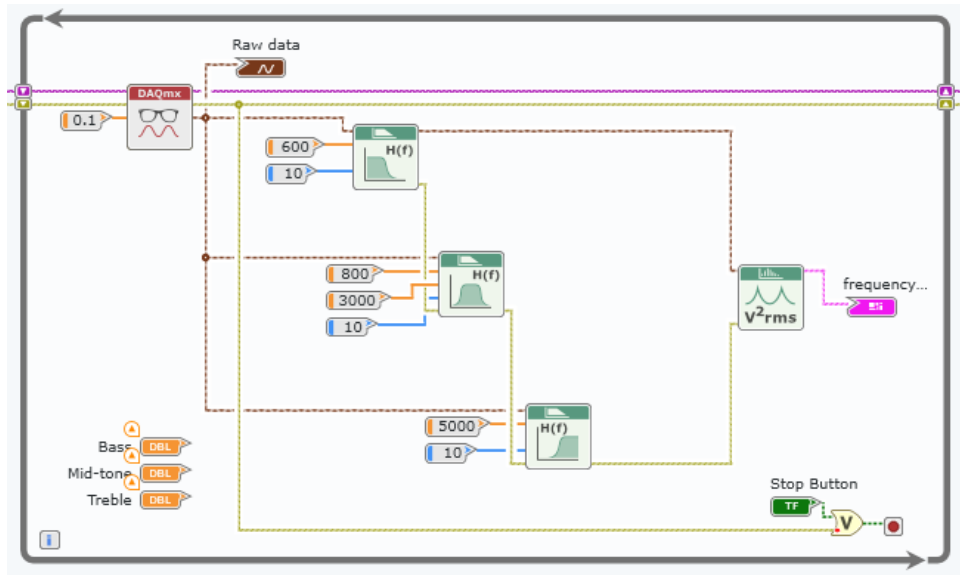 Raw data
DAQmx
0.1
600
10
H(f)
800
3000
10
H(f)
frequency...
V²rms
5000
10
H(f)
Bass
DBL
Mid-tone
DBL
Treble
DBL
Stop Button
TF
V
i